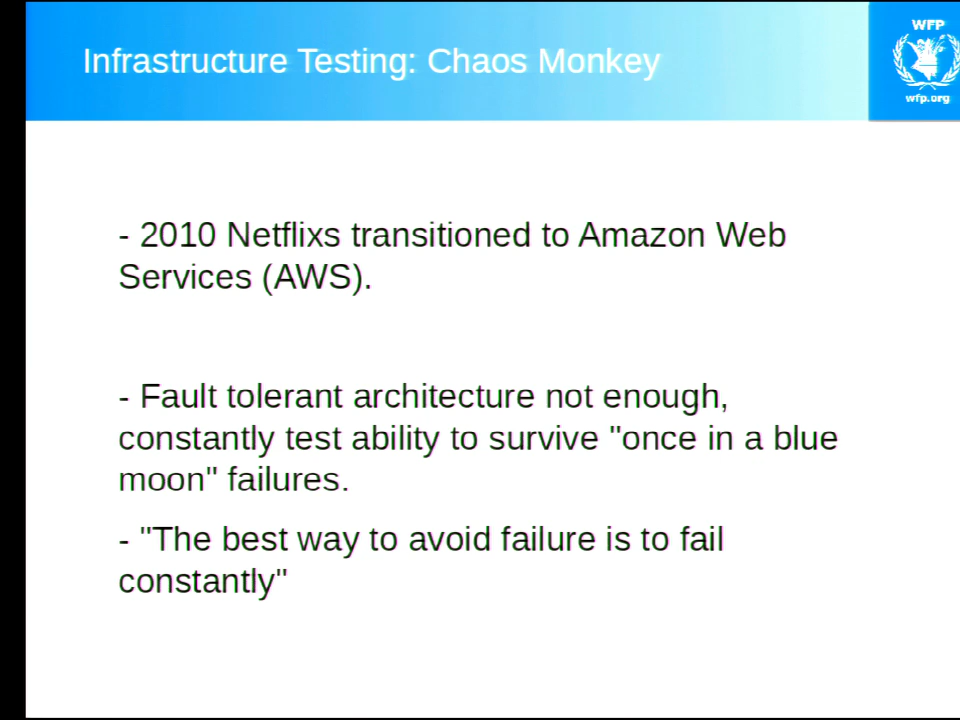 Infrastructure Testing: Chaos Monkey
WFP
wfp.org
- 2010 Netflixs transitioned to Amazon Web
Services (AWS).
- Fault tolerant architecture not enough,
constantly test ability to survive "once in a blue
moon" failures.
- "The best way to avoid failure is to fail
constantly"